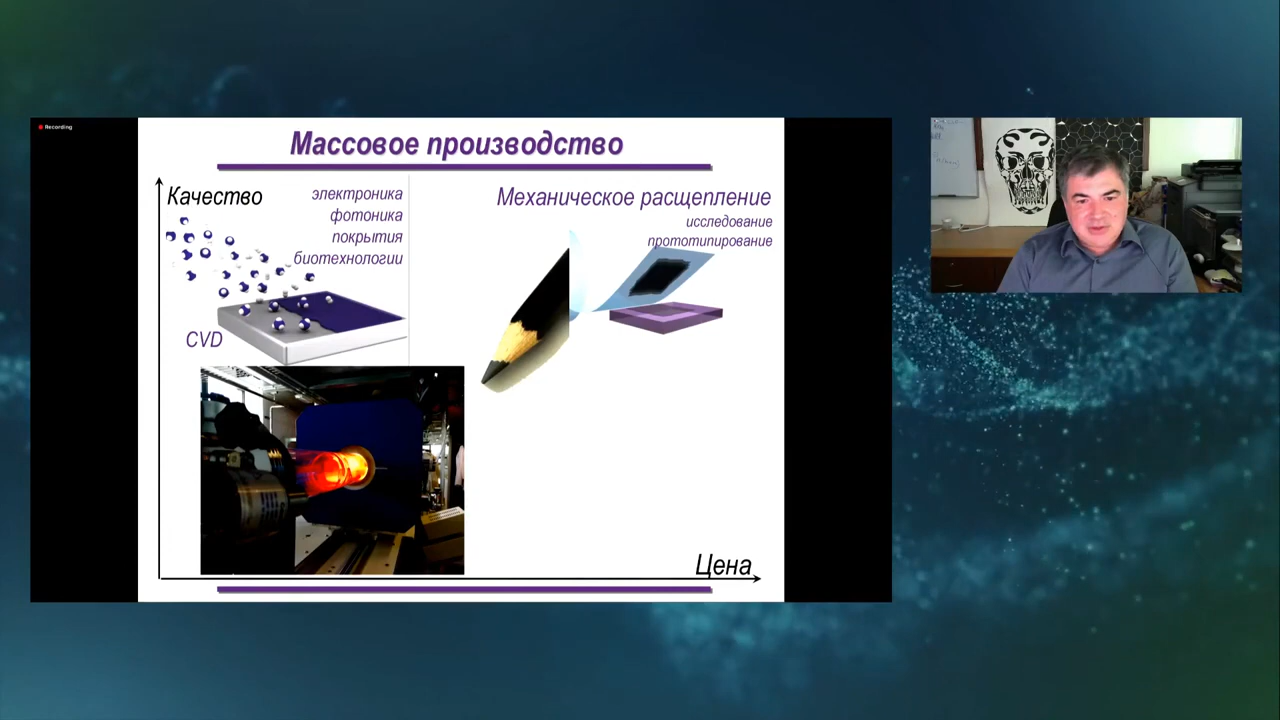 Recording
Массовое производство
Качество
электроника
фотоника
покрытия
биотехнологии
CVD
Механическое расщепление
исследование
прототипирование
Цена